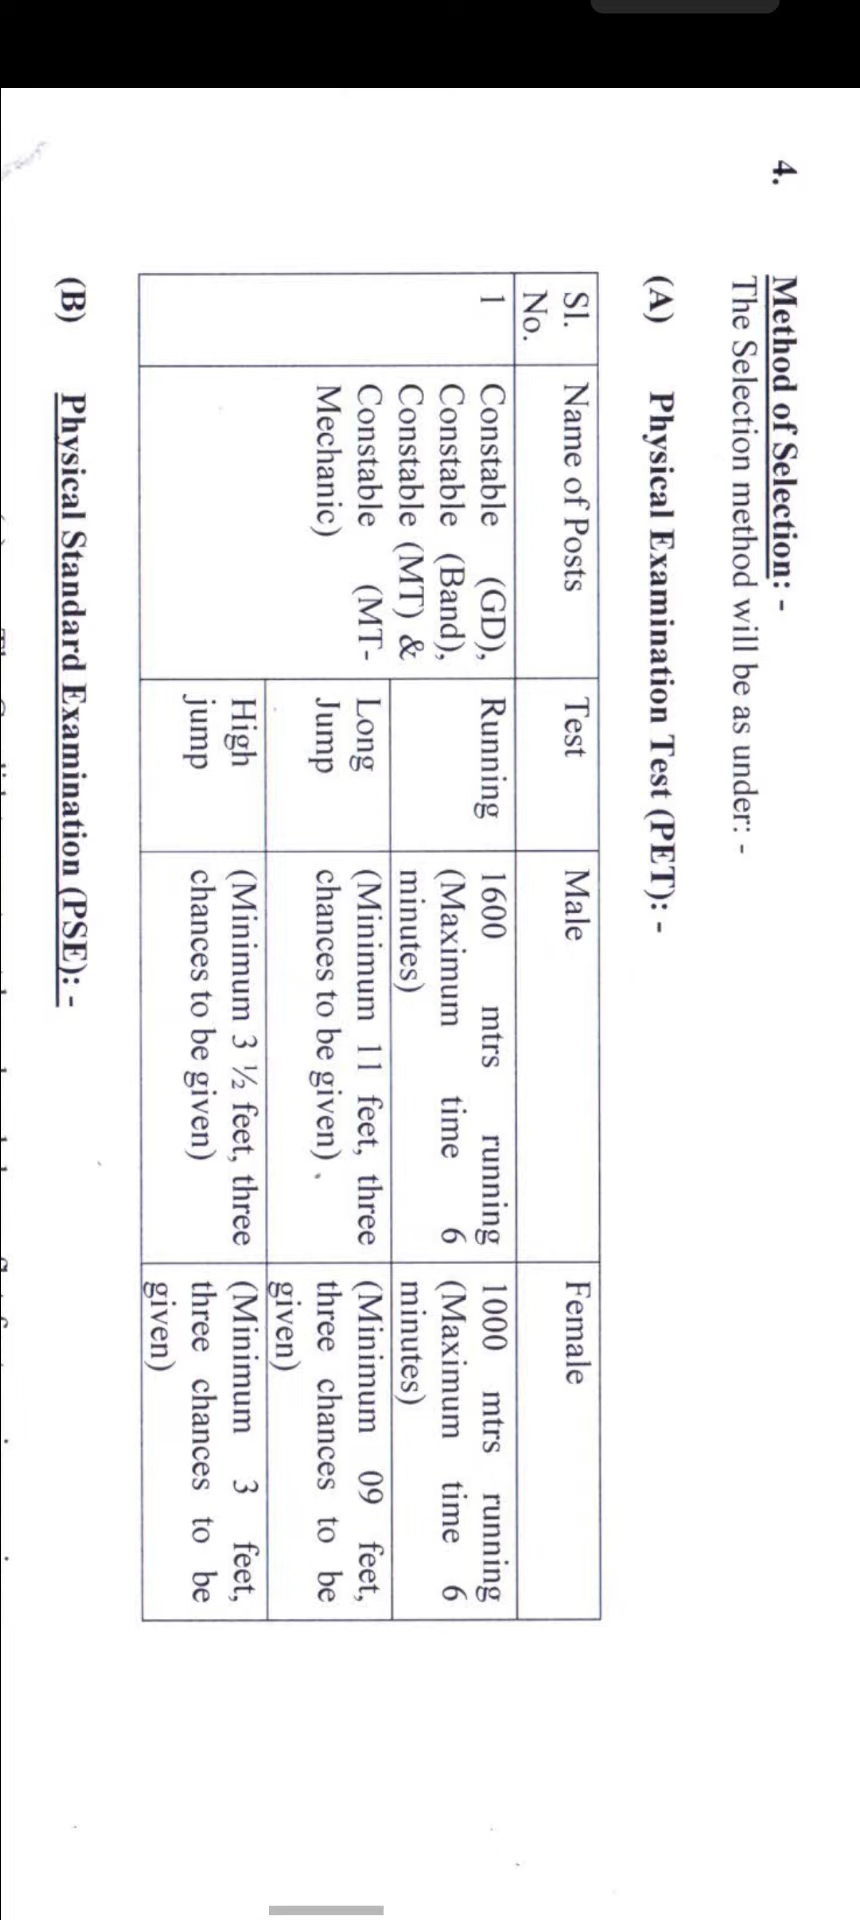 4. Method of Selection: -
The Selection method will be as under: -
(A) Physical Examination Test (PET): -
Sl. No. Name of Posts Test Male Female
1 Constable (GD), Constable (Band), Constable (MT) & Constable (MT-Mechanic)
Running 1600 mtrs running (Maximum time 6 minutes) 1000 mtrs running (Maximum time 6 minutes)
Long Jump (Minimum 11 feet, three chances to be given) (Minimum 09 feet, three chances to be given)
High jump (Minimum 3 ½ feet, three chances to be given) (Minimum 3 feet, three chances to be given)
(B) Physical Standard Examination (PSE): -